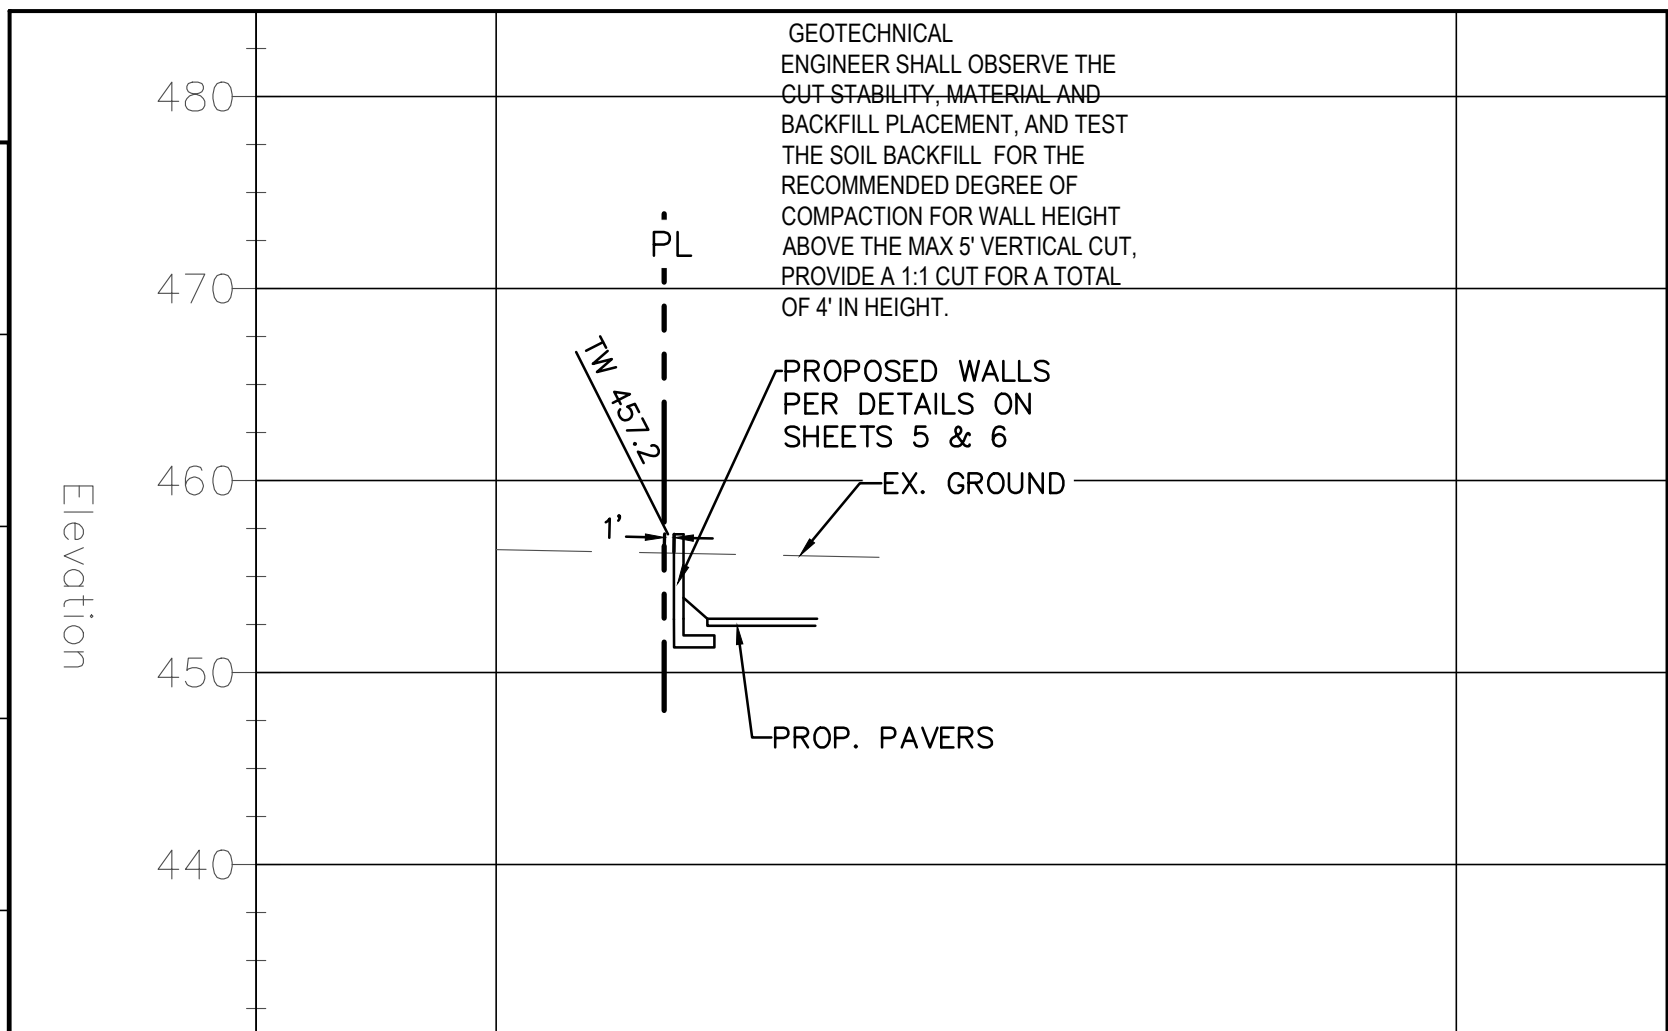 GEOTECHNICAL
ENGINEER SHALL OBSERVE THE
CUT STABILITY, MATERIAL AND
BACKFILL PLACEMENT, AND TEST
THE SOIL BACKFILL FOR THE
RECOMMENDED DEGREE OF
COMPACTION FOR WALL HEIGHT
ABOVE THE MAX 5' VERTICAL CUT,
PROVIDE A 1:1 CUT FOR A TOTAL
OF 4' IN HEIGHT.
480
PL
470
TW 457.2
PROPOSED WALLS
PER DETAILS ON
SHEETS 5 & 6
460
EX. GROUND
1'
Elevation
450
PROP. PAVERS
440